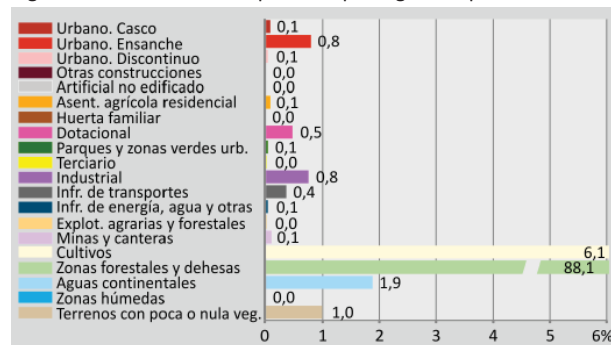 Urbano. Casco 0,1
Urbano. Ensanche 0,8
Urbano. Discontinuo 0,1
Otras construcciones 0,0
Artificial no edificado 0,0
Asent. agrícola residencial 0,1
Huerta familiar 0,0
Dotacional 0,5
Parques y zonas verdes urb. 0,1
Terciario 0,0
Industrial 0,8
Infr. de transportes 0,4
Infr. de energía, agua y otras 0,1
Explot. agrarias y forestales 0,0
Minas y canteras 0,1
Cultivos 6,1
Zonas forestales y dehesas 88,1
Aguas continentales 1,9
Zonas húmedas 0,0
Terrenos con poca o nula veg. 1,0
0 1 2 3 4 5 6%